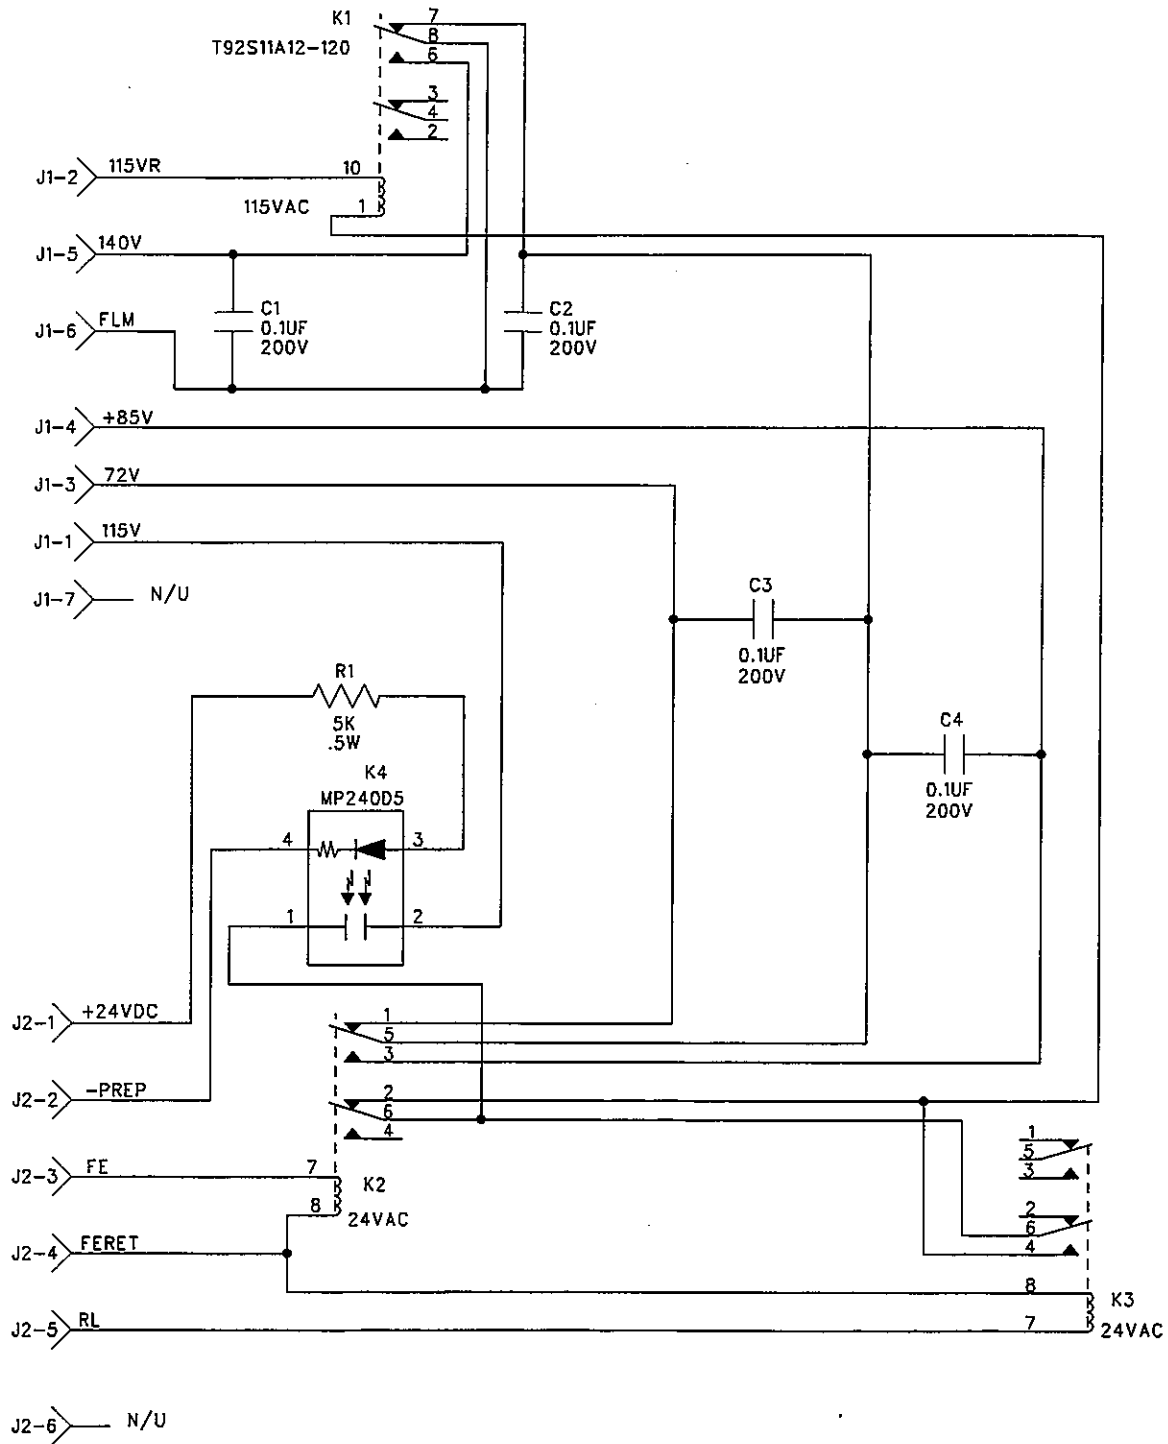 K1
T92S11A12-120
7
8
6
3
4
2
J1-2
115VR
10
115VAC
1
J1-5
140V
J1-6
FLM
C1
0.1UF
200V
C2
0.1UF
200V
J1-4
+85V
J1-3
72V
J1-1
115V
J1-7
N/U
C3
0.1UF
200V
R1
5K
.5W
C4
0.1UF
200V
K4
MP240D5
4
3
1
2
J2-1
+24VDC
1
5
3
J2-2
-PREP
2
6
4
1
5
3
J2-3
FE
7
K2
8
24VAC
2
6
4
J2-4
FERET
8
K3
J2-5
RL
7
24VAC
J2-6
N/U